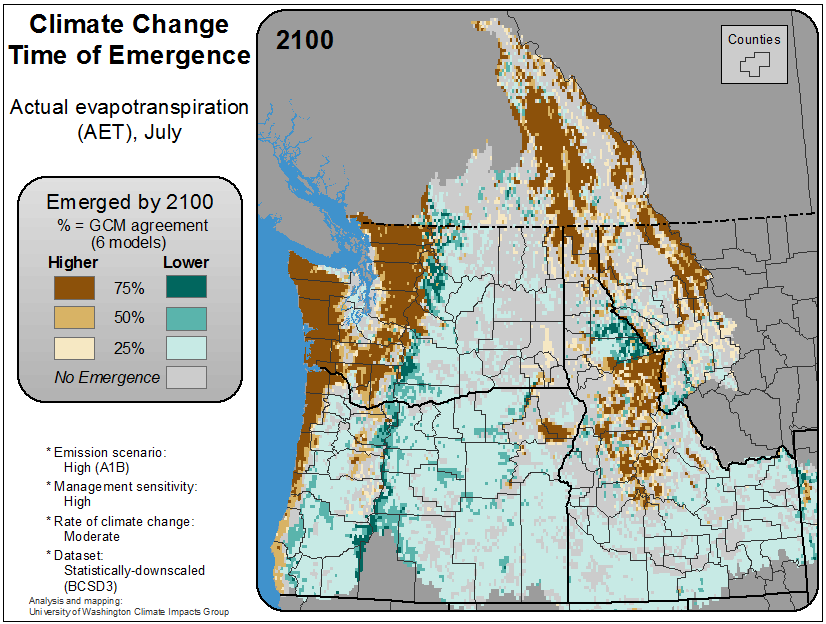 Climate Change
Time of Emergence
Actual evapotranspiration
(AET), July
Emerged by 2100
% = GCM agreement
(6 models)
Higher Lower
75%
50%
25%
No Emergence
* Emission scenario:
High (A1B)
* Management sensitivity:
High
* Rate of climate change:
Moderate
* Dataset:
Statistically-downscaled
(BCSD3)
Analysis and mapping:
University of Washington Climate Impacts Group
2100
Counties